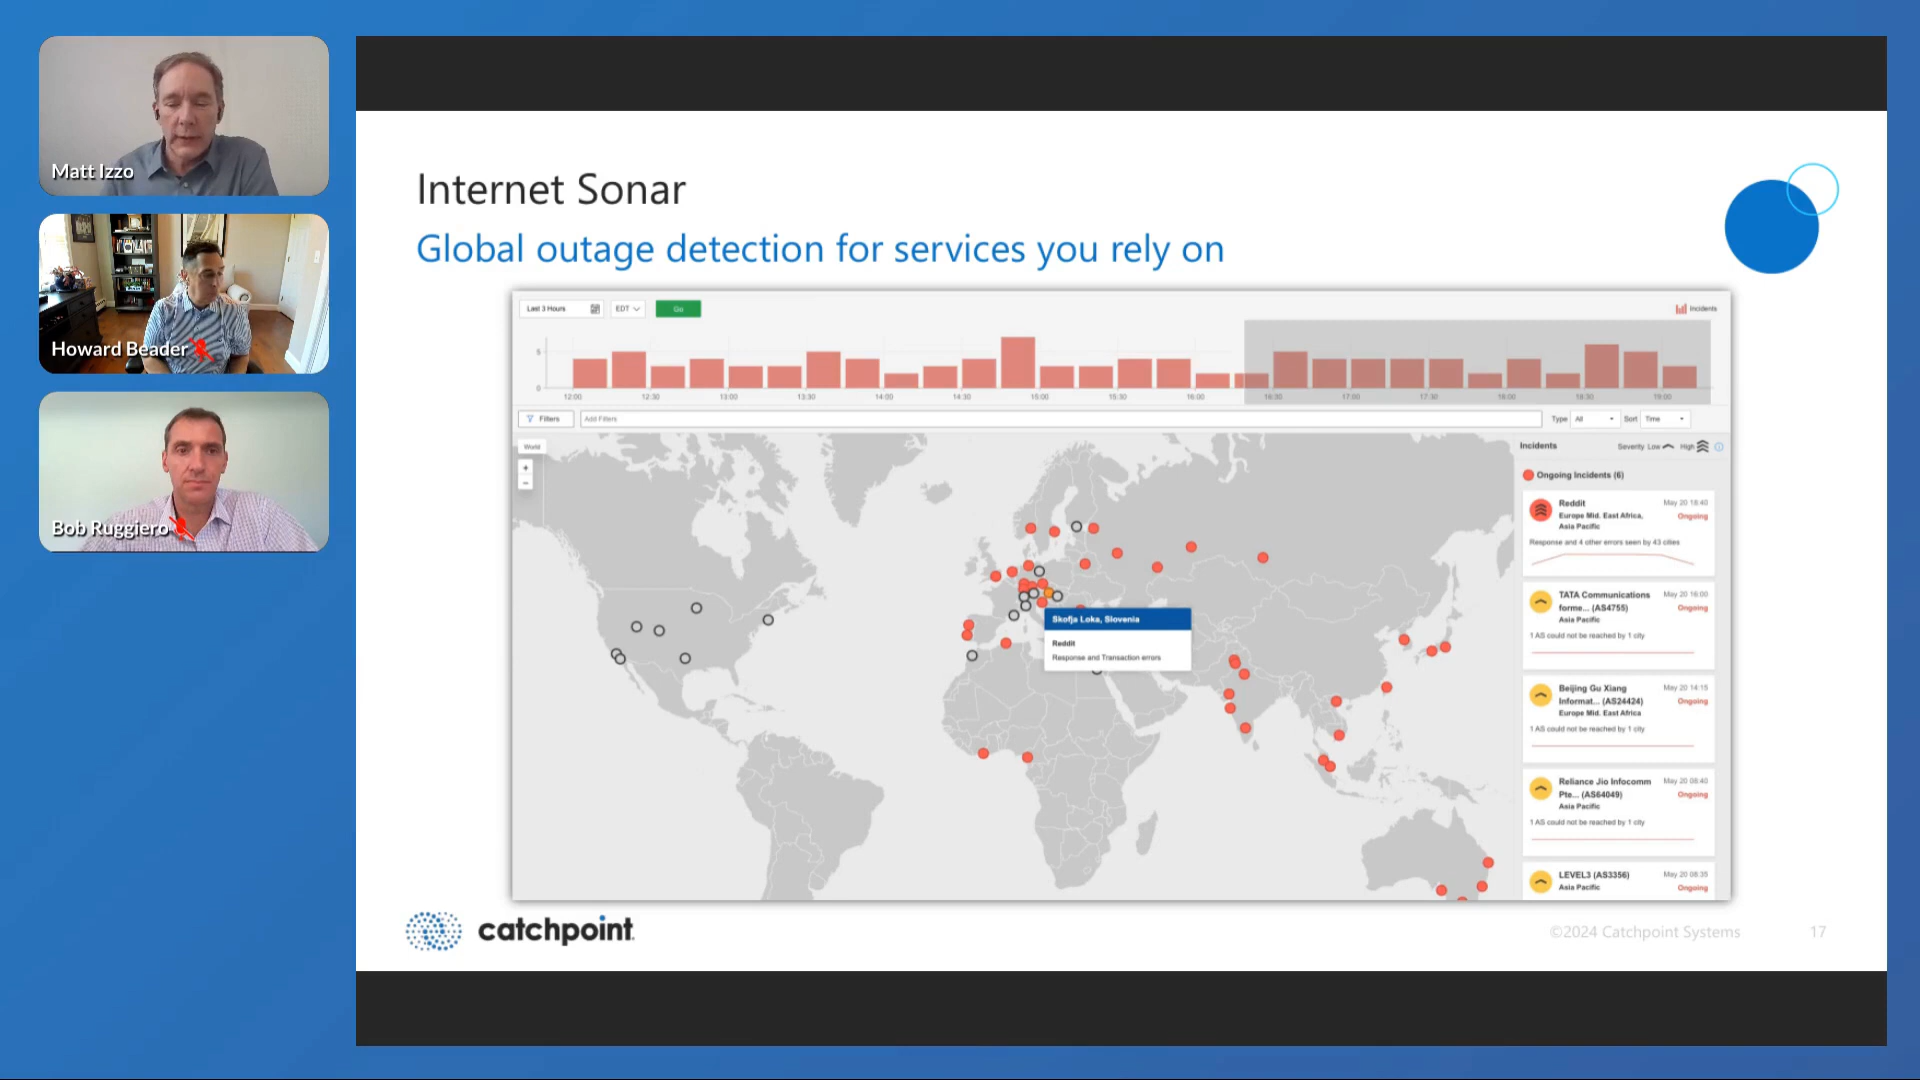 Matt Izzo
Howard Beader
Bob Ruggiero
Internet Sonar
Global outage detection for services you rely on
Last 3 Hours
EDT
Go
Incidents
5
0
12:00 12:30 13:00 13:30 14:00 14:30 15:00 15:30 16:00 16:30 17:00 17:30 18:00 18:30 19:00
Filters
Add Filters
Type All Sort Time
World
+
-
Incidents Severity Low High
Ongoing Incidents (6)
Reddit May 20 18:40
Europe Mid. East Africa, Ongoing
Asia Pacific
Response and 4 other errors seen by 43 cities
TATA Communications May 20 16:00
forme... (AS4755) Ongoing
Asia Pacific
1 AS could not be reached by 1 city
Beijing Gu Xiang May 20 14:15
Informat... (AS24424) Ongoing
Europe Mid. East Africa
1 AS could not be reached by 1 city
Reliance Jio Infocomm May 20 08:40
Pte... (AS64049) Ongoing
Asia Pacific
1 AS could not be reached by 1 city
LEVEL3 (AS3356) May 20 08:35
Asia Pacific Ongoing
Skofja Loka, Slovenia
Reddit
Response and Transaction errors
catchpoint
©2024 Catchpoint Systems
17